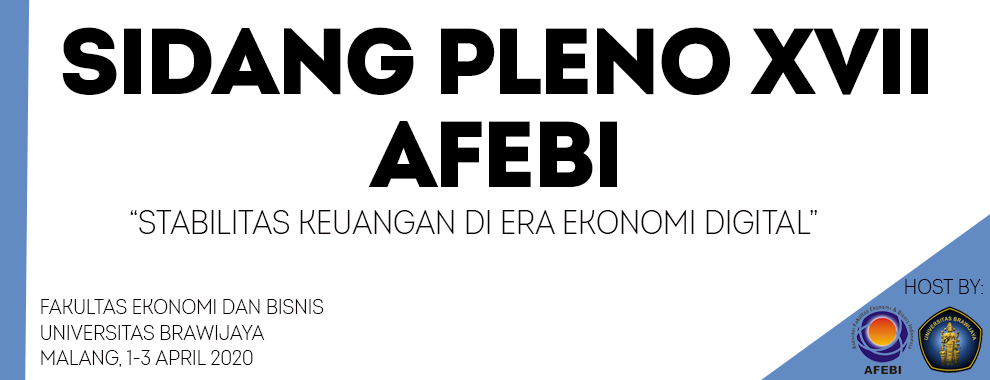 SIDANG PLENO XVII
AFEBI
“STABILITAS KEUANGAN DI ERA EKONOMI DIGITAL”
FAKULTAS EKONOMI DAN BISNIS
UNIVERSITAS BRAWIJAYA
MALANG, 1-3 APRIL 2020
HOST BY:
Asosiasi Fakultas Ekonomi & Bisnis Indonesia
AFEBI
UNIVERSITAS BRAWIJAYA